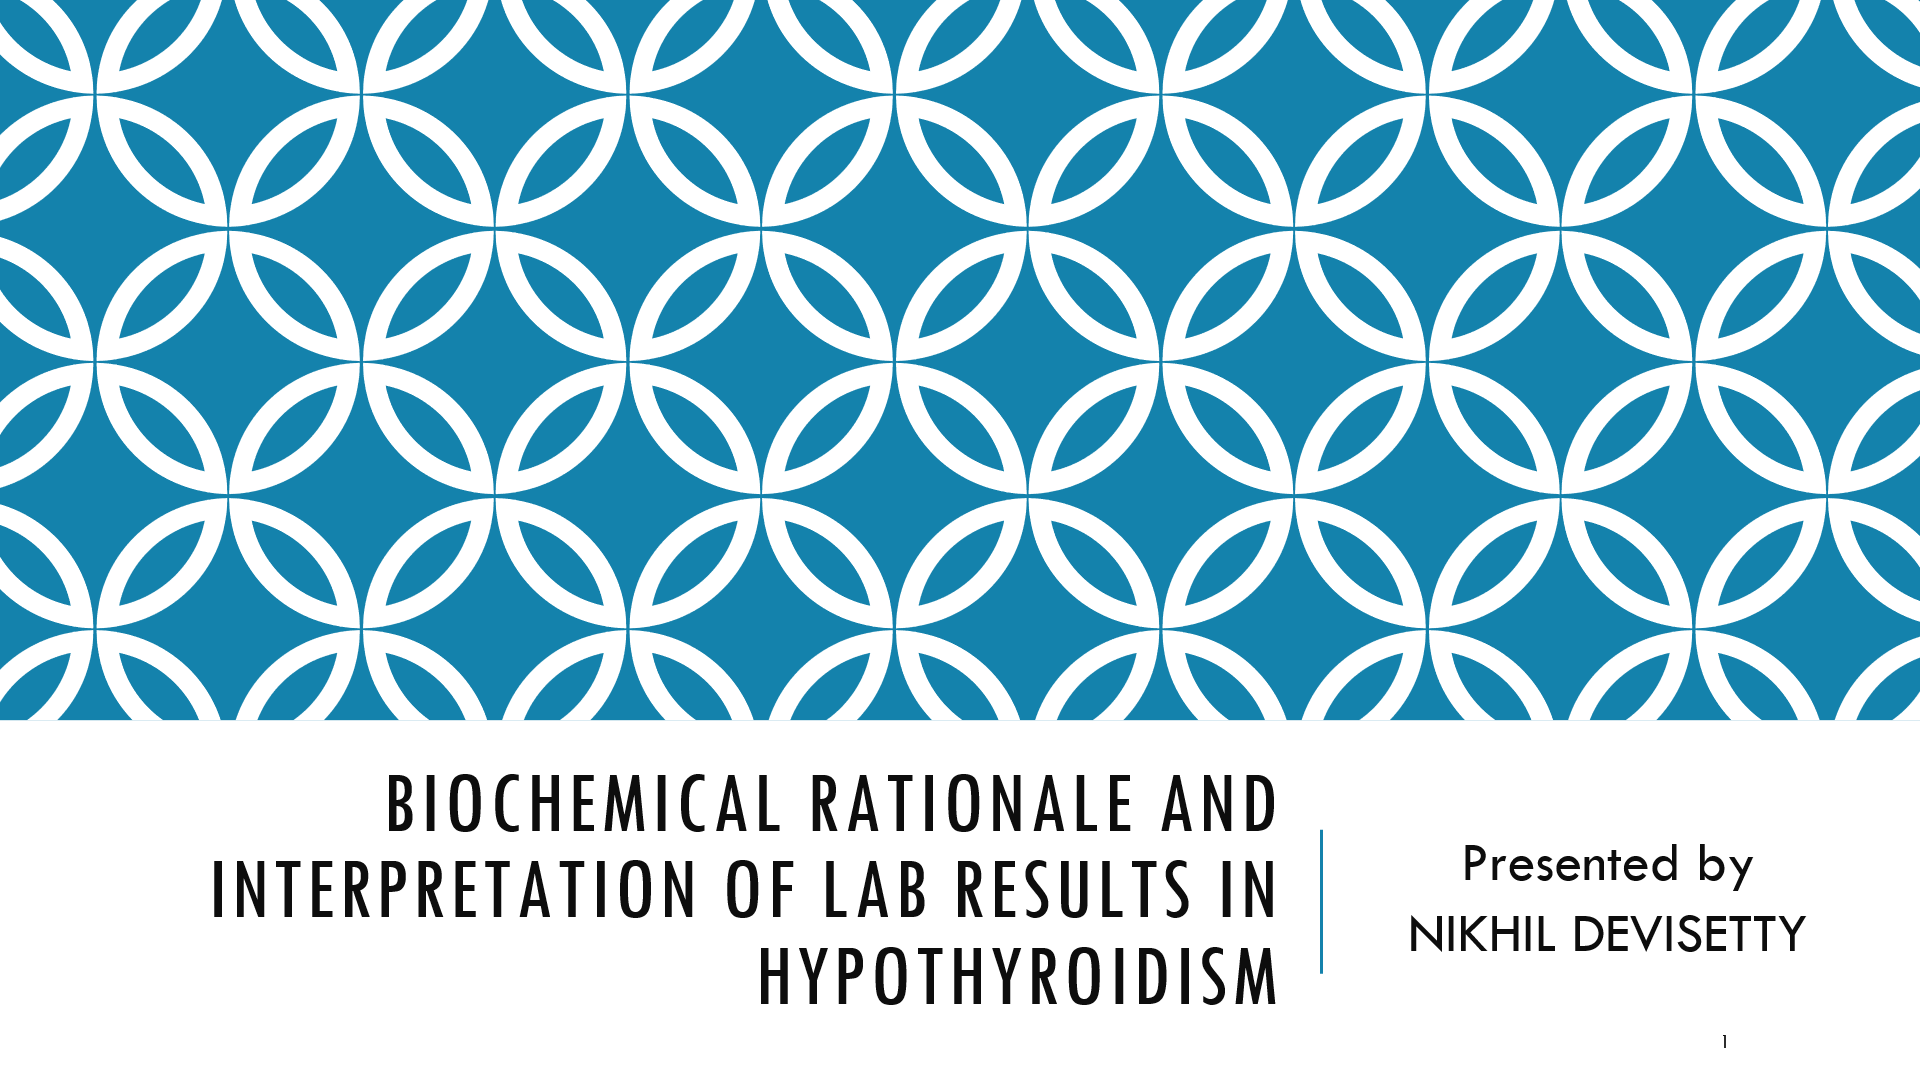 BIOCHEMICAL RATIONALE AND
INTERPRETATION OF LAB RESULTS IN
HYPOTHYROIDISM
Presented by
NIKHIL DEVISETTY
1